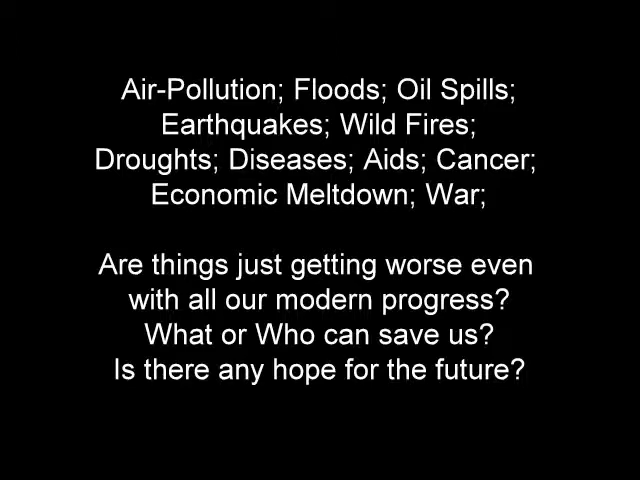 Air-Pollution; Floods; Oil Spills;
Earthquakes; Wild Fires;
Droughts; Diseases; Aids; Cancer;
Economic Meltdown; War;
Are things just getting worse even
with all our modern progress?
What or Who can save us?
Is there any hope for the future?